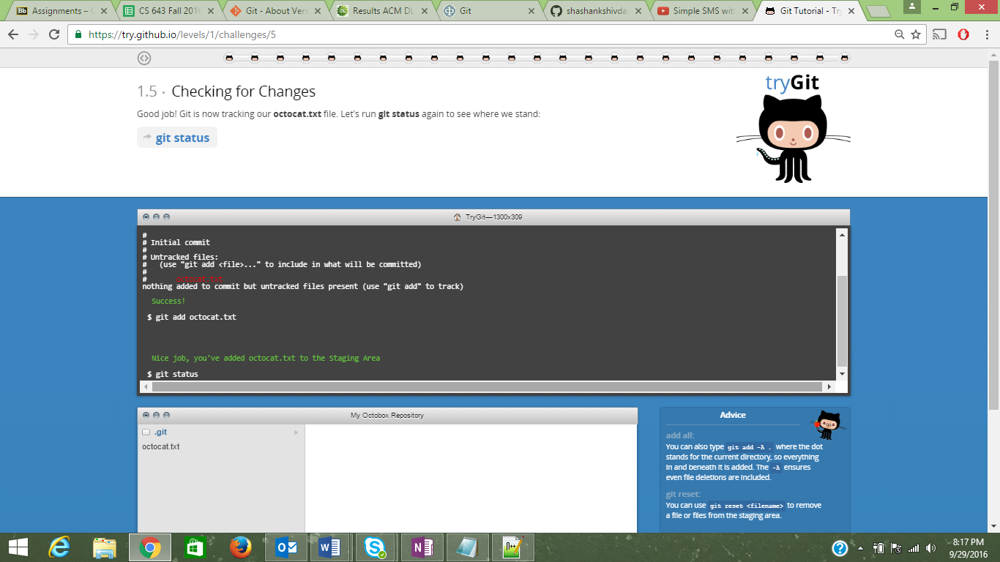 Assignments – C
CS 643 Fall 2016
Git - About Vers
Results ACM DL
Git
shashankshivdas
Simple SMS with
Git Tutorial - Try
https://try.github.io/levels/1/challenges/5
1.5 · Checking for Changes
Good job! Git is now tracking our octocat.txt file. Let's run git status again to see where we stand:
git status
tryGit
TryGit—1300x309
#
# Initial commit
#
# Untracked files:
#   (use "git add <file>..." to include in what will be committed)
#
#       octocat.txt
nothing added to commit but untracked files present (use "git add" to track)
Success!
$ git add octocat.txt
Nice job, you've added octocat.txt to the Staging Area
$ git status
My Octobox Repository
.git
octocat.txt
Advice
add all:
You can also type git add -A . where the dot
stands for the current directory, so everything
in and beneath it is added. The -A ensures
even file deletions are included.
git reset:
You can use git reset <filename> to remove
a file or files from the staging area.
8:17 PM
9/29/2016